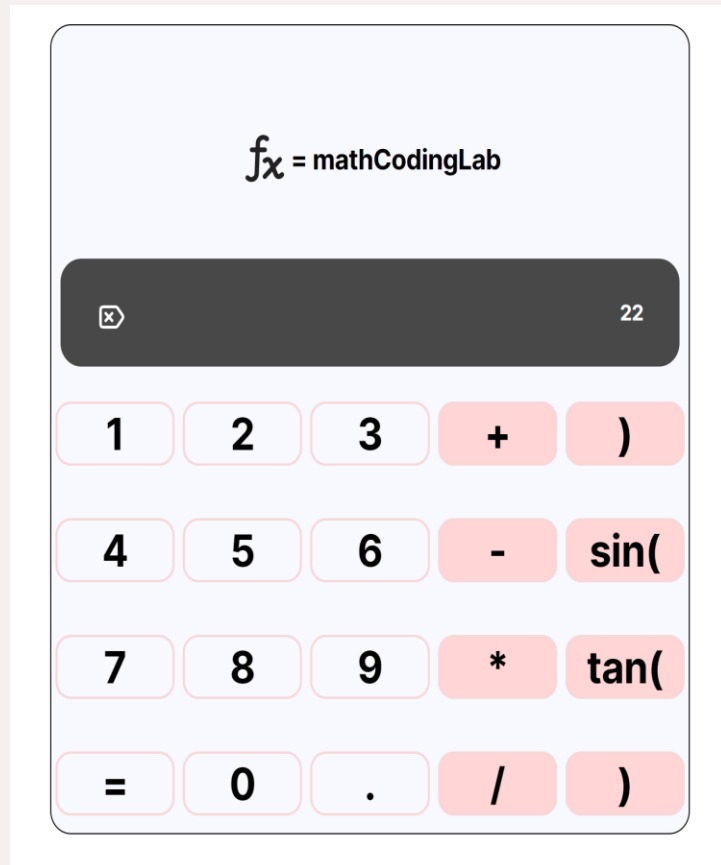 fx = mathCodingLab
22
1 2 3 + )
4 5 6 - sin(
7 8 9 * tan(
= 0 . / )